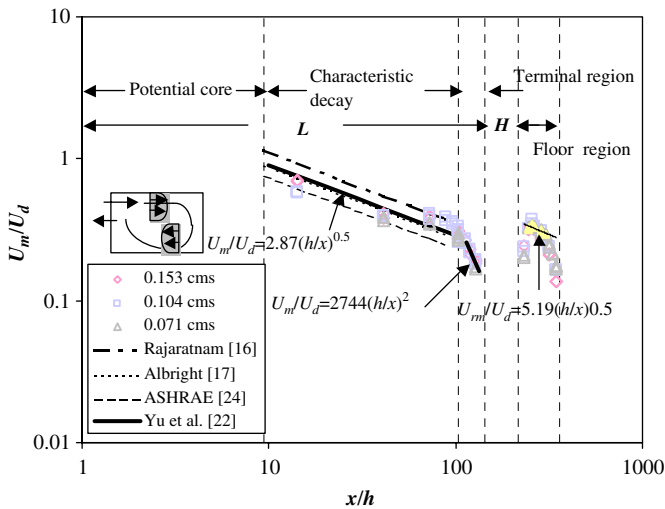 10
1
0.1
0.01
U_m/U_d
Potential core
Characteristic
decay
Terminal region
L
H
Floor region
U_m/U_d=2.87(h/x)^0.5
U_m/U_d=2744(h/x)^2
U_rm/U_d=5.19(h/x)0.5
0.153 cms
0.104 cms
0.071 cms
Rajaratnam [16]
Albright [17]
ASHRAE [24]
Yu et al. [22]
1
10
100
1000
x/h